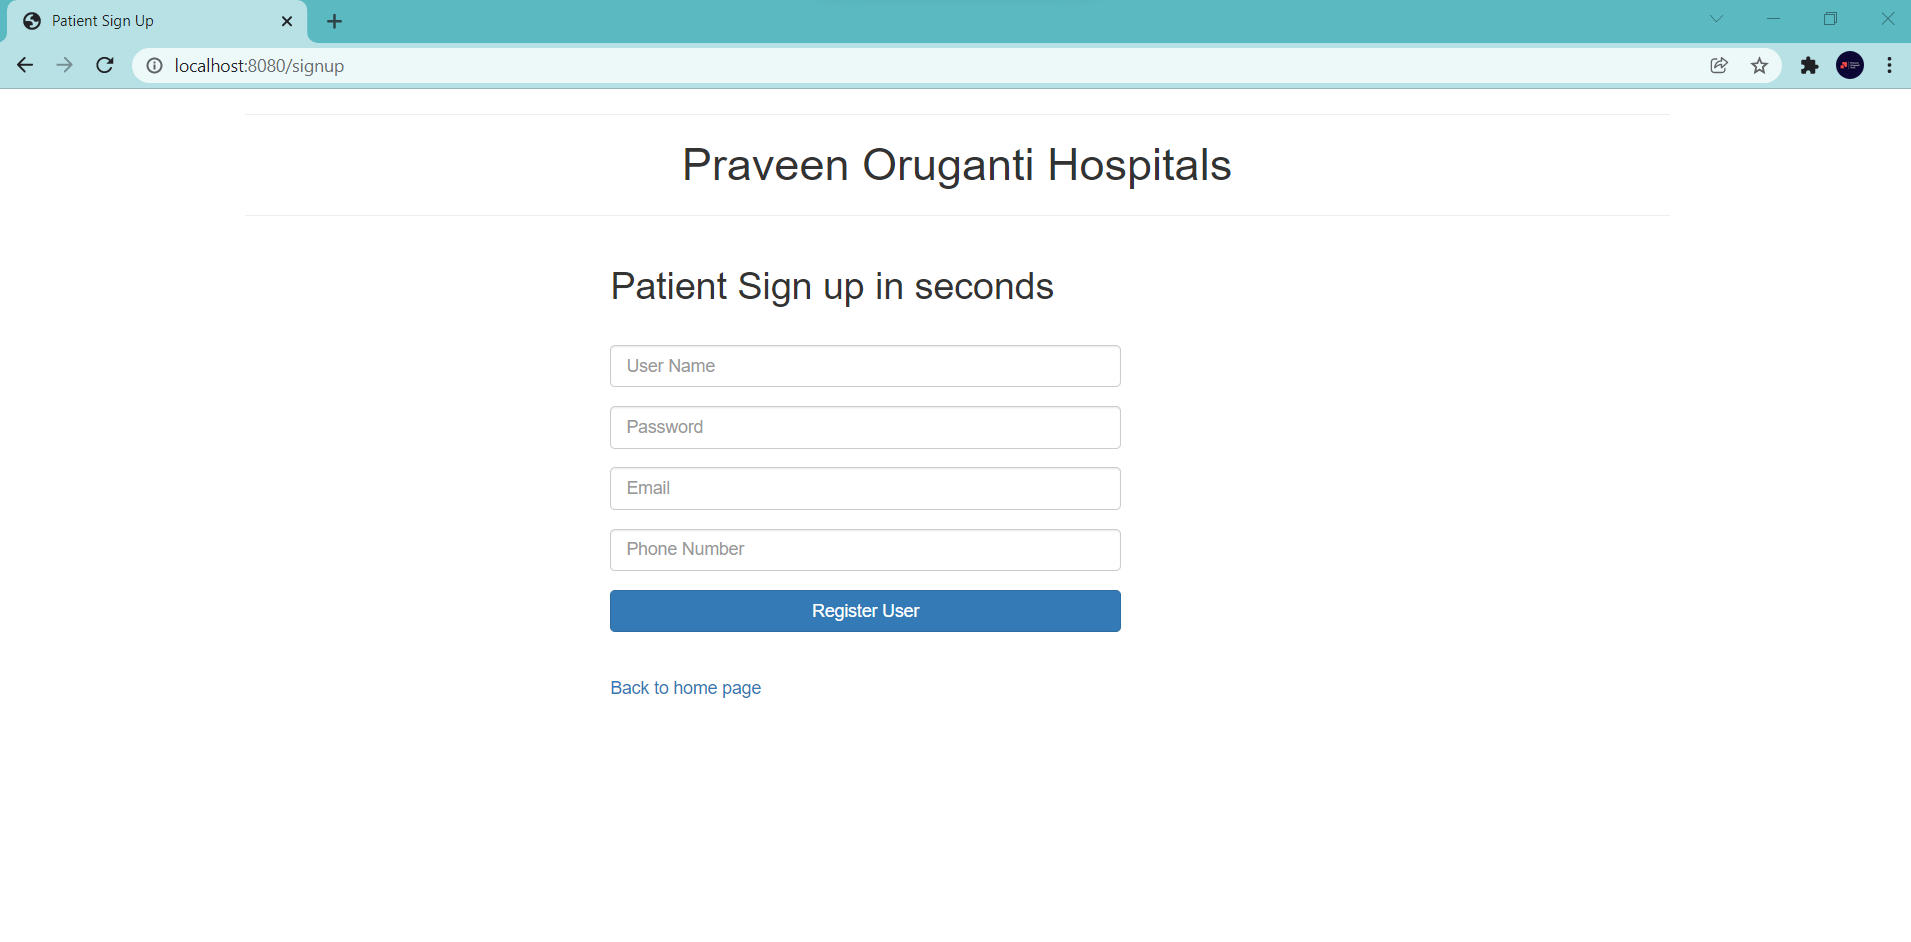 Patient Sign Up
localhost:8080/signup
Praveen Oruganti Hospitals
Patient Sign up in seconds
User Name
Password
Email
Phone Number
Register User
Back to home page